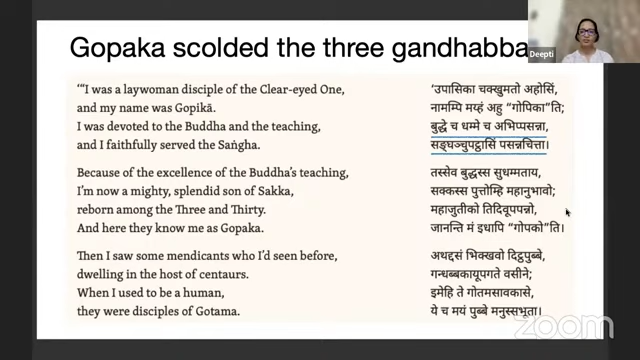 Gopaka scolded the three gandhabba
Deepti
“‘I was a laywoman disciple of the Clear-eyed One,
and my name was Gopikā.
I was devoted to the Buddha and the teaching,
and I faithfully served the Saṅgha.
Because of the excellence of the Buddha’s teaching,
I’m now a mighty, splendid son of Sakka,
reborn among the Three and Thirty.
And here they know me as Gopaka.
Then I saw some mendicants who I’d seen before,
dwelling in the host of centaurs.
When I used to be a human,
they were disciples of Gotama.
‘उपासिका चक्खुमतो अहोसिं,
नामम्पि मय्हं अहु “गोपिका”ति;
बुद्धे च धम्मे च अभिप्पसन्ना,
सङ्घञ्चुपट्ठासिं पसन्नचित्ता।
तस्सेव बुद्धस्स सुधम्मताय,
सक्कस्स पुत्तोम्हि महानुभावो;
महाजुतीको तिदिवूपपन्नो,
जानन्ति मं इधापि “गोपको”ति।
अथद्दसं भिक्खवो दिट्ठपुब्बे,
गन्धब्बकायूपगते वसीने;
इमेहि ते गोतमसावकासे,
ये च मयं पुब्बे मनुस्सभूता।
zoom